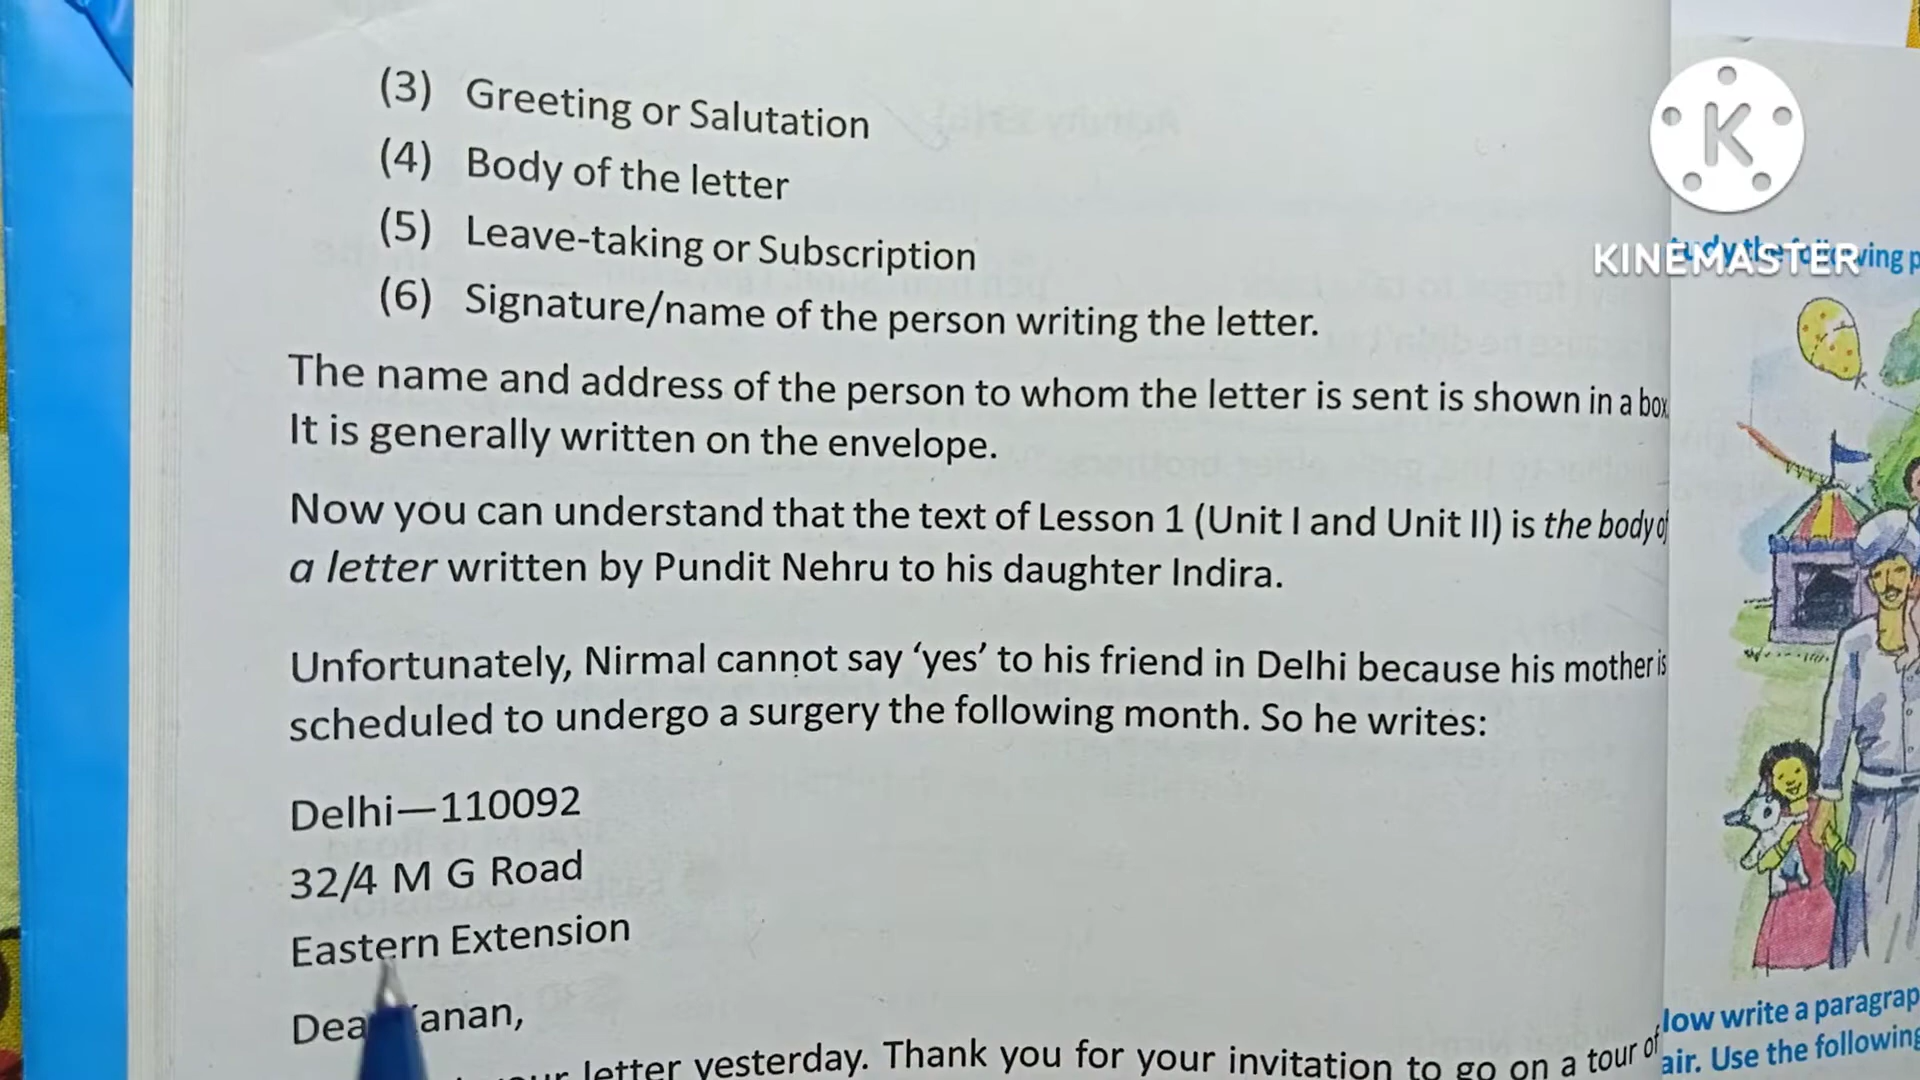 (3) Greeting or Salutation
(4) Body of the letter
(5) Leave-taking or Subscription
(6) Signature/name of the person writing the letter.
The name and address of the person to whom the letter is sent is shown in a box.
It is generally written on the envelope.
Now you can understand that the text of Lesson 1 (Unit I and Unit II) is the body of
a letter written by Pundit Nehru to his daughter Indira.
Unfortunately, Nirmal cannot say ‘yes’ to his friend in Delhi because his mother is
scheduled to undergo a surgery the following month. So he writes:
Delhi—110092
32/4 M G Road
Eastern Extension
letter yesterday. Thank you for your invitation to go on a tour of
K
KINEMASTER
write a paragrap
air. Use the following